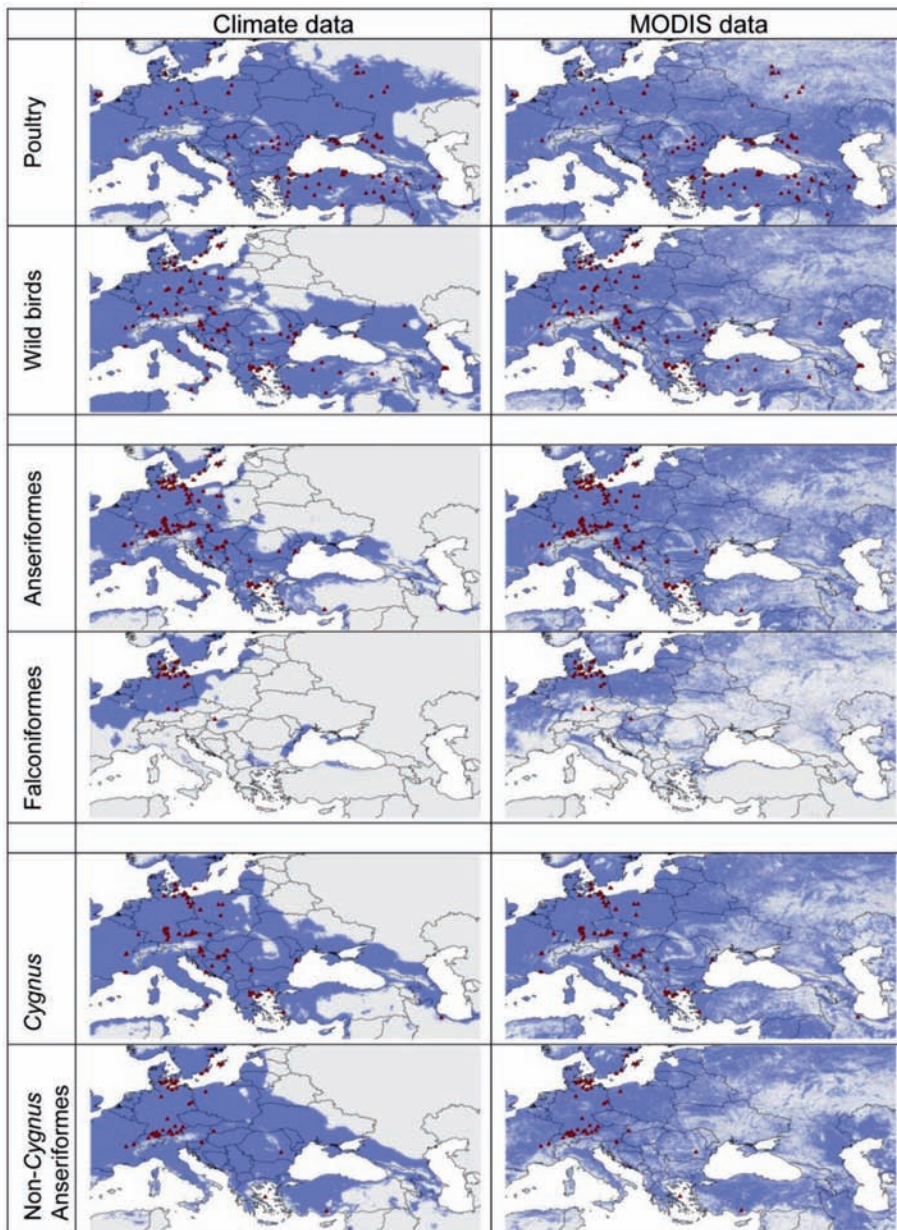 Climate data
MODIS data
Poultry
Wild birds
Anseriformes
Falconiformes
Cygnus
Non-Cygnus
Anseriformes